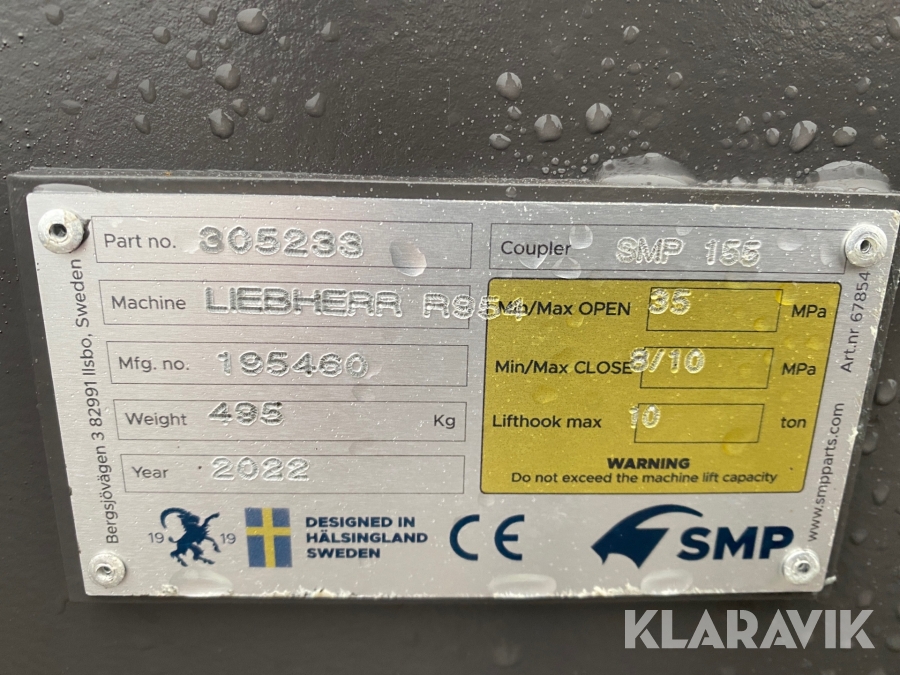 Part no. 305233
Coupler SMP 155
Machine LIEBHERR R954
Min/Max OPEN 35 MPa
Mfg. no. 195460
Min/Max CLOSE 8/10 MPa
Weight 495 Kg
Lifthook max 10 ton
Year 2022
WARNING
Do not exceed the machine lift capacity
19 19
DESIGNED IN
HÄLSINGLAND
SWEDEN
CE
SMP
Bergsjövägen 3 82991 Ilsbo, Sweden
www.smpparts.com Art.nr 67854
KLARAVIK